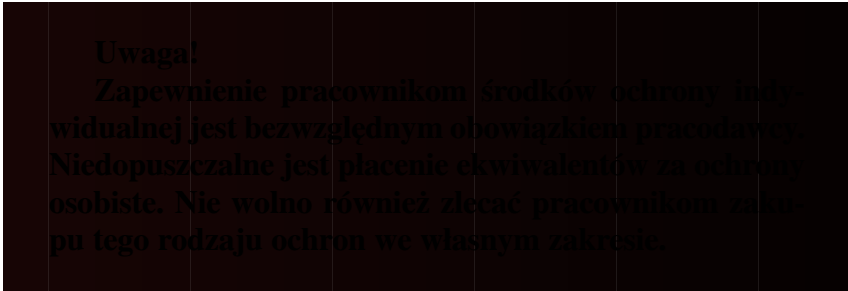 Uwaga!
Zapewnienie pracownikom środków ochrony indy-
widualnej jest bezwzględnym obowiązkiem pracodawcy.
Niedopuszczalne jest płacenie ekwiwalentów za ochrony
osobiste. Nie wolno również zlecać pracownikom zaku-
pu tego rodzaju ochron we własnym zakresie.